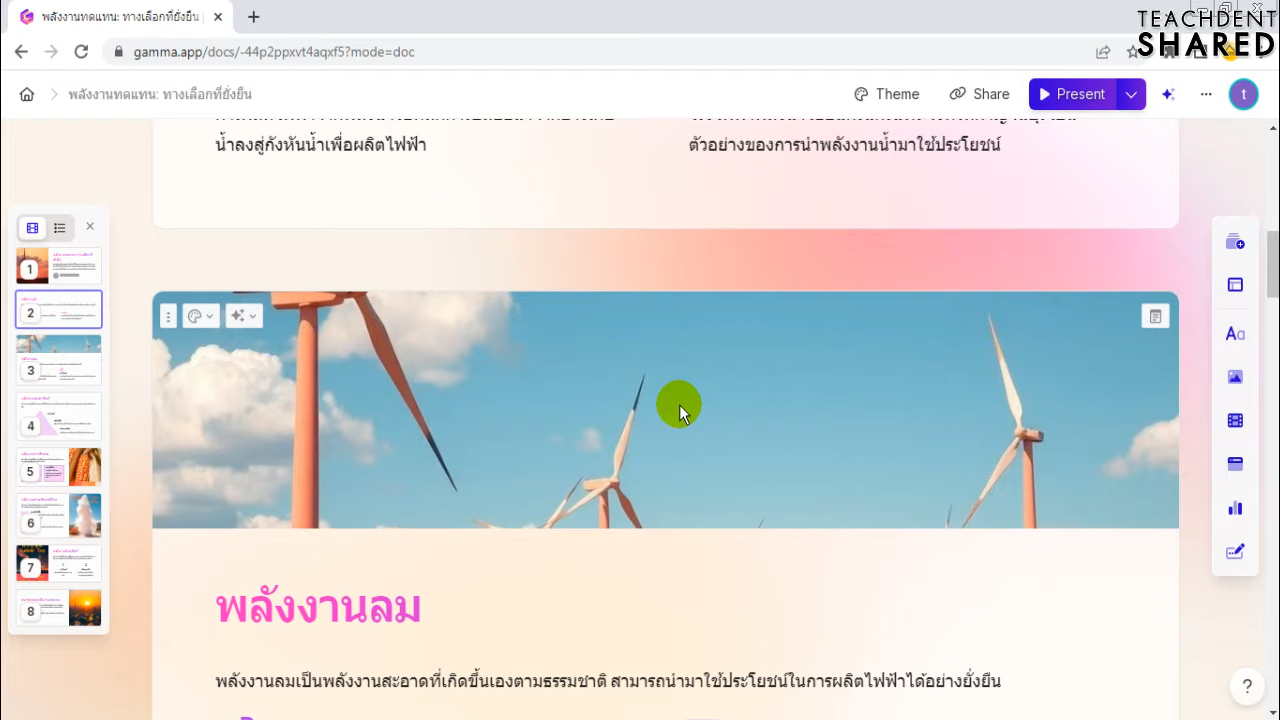 พลังงานทดแทน: ทางเลือกที่ยั่งยืน |
TEACHDENT
SHARED
gamma.app/docs/-44p2ppxvt4aqxf5?mode=doc
พลังงานทดแทน: ทางเลือกที่ยั่งยืน
Theme
Share
Present
t
น้ำลงสู่กังหันน้ำเพื่อผลิตไฟฟ้า
ตัวอย่างของการนำพลังงานน้ำมาใช้ประโยชน์
1
2
3
4
5
6
7
8
Aa
พลังงานลม
พลังงานลมเป็นพลังงานสะอาดที่เกิดขึ้นเองตามธรรมชาติ สามารถนำมาใช้ประโยชน์ในการผลิตไฟฟ้าได้อย่างยั่งยืน
?